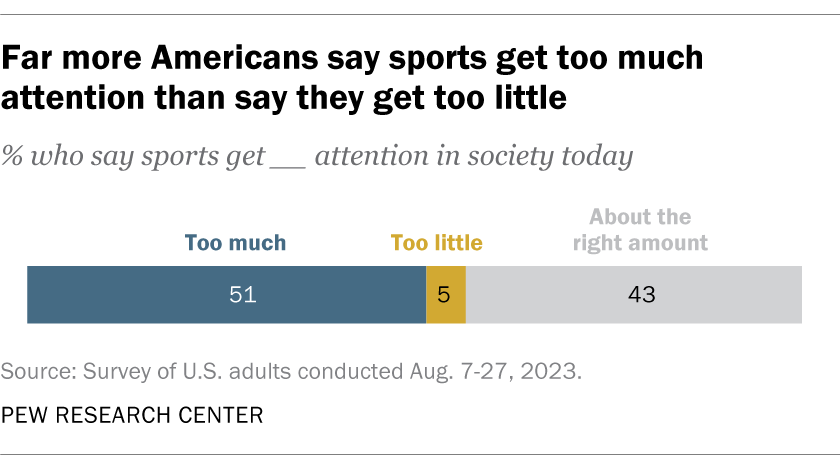 Far more Americans say sports get too much
attention than say they get too little
% who say sports get __ attention in society today
Too much
Too little
About the
right amount
51
5
43
Source: Survey of U.S. adults conducted Aug. 7-27, 2023.
PEW RESEARCH CENTER